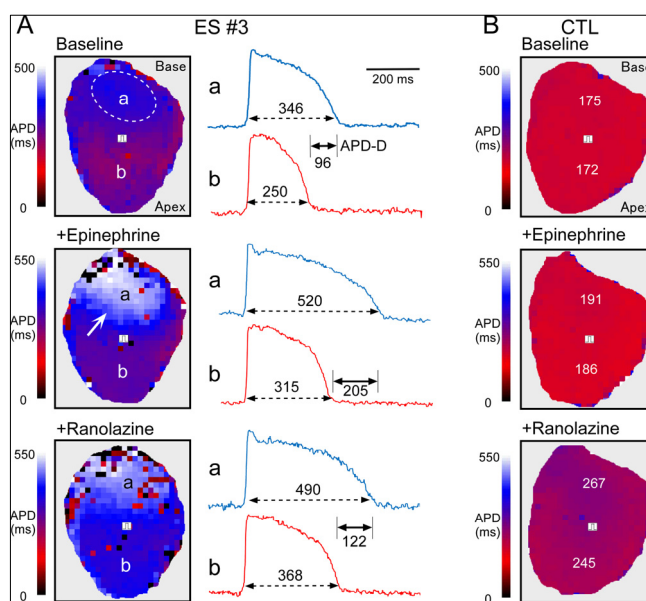 A
ES #3
B
CTL
Baseline
500
APD
(ms)
0
Base
a
b
Apex
a
346
200 ms
APD-D
96
b
250
Baseline
500
APD
(ms)
0
Base
175
172
Apex
+Epinephrine
550
APD
(ms)
0
a
b
a
520
b
315
205
+Epinephrine
500
APD
(ms)
0
191
186
+Ranolazine
550
APD
(ms)
0
a
b
a
490
122
b
368
+Ranolazine
550
APD
(ms)
0
267
245